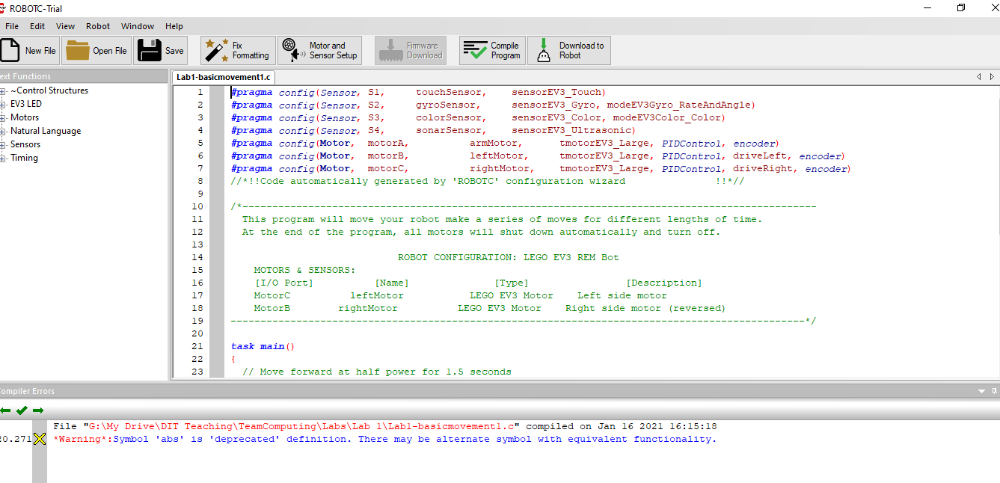 ROBOTC-Trial
File Edit View Robot Window Help
New File Open File Save Fix Formatting Motor and Sensor Setup Firmware Download Compile Program Download to Robot
ext Functions
~Control Structures
EV3 LED
Motors
Natural Language
Sensors
Timing
Lab1-basicmovement1.c
1 #pragma config(Sensor, S1, touchSensor, sensorEV3_Touch)
2 #pragma config(Sensor, S2, gyroSensor, sensorEV3_Gyro, modeEV3Gyro_RateAndAngle)
3 #pragma config(Sensor, S3, colorSensor, sensorEV3_Color, modeEV3Color_Color)
4 #pragma config(Sensor, S4, sonarSensor, sensorEV3_Ultrasonic)
5 #pragma config(Motor, motorA, armMotor, tmotorEV3_Large, PIDControl, encoder)
6 #pragma config(Motor, motorB, leftMotor, tmotorEV3_Large, PIDControl, driveLeft, encoder)
7 #pragma config(Motor, motorC, rightMotor, tmotorEV3_Large, PIDControl, driveRight, encoder)
8 //*!!Code automatically generated by 'ROBOTC' configuration wizard !!*//
9
10 /*------------------------------------------------------------------------------------------------
11 This program will move your robot make a series of moves for different lengths of time.
12 At the end of the program, all motors will shut down automatically and turn off.
13
14 ROBOT CONFIGURATION: LEGO EV3 REM Bot
15 MOTORS & SENSORS:
16 [I/O Port] [Name] [Type] [Description]
17 MotorC leftMotor LEGO EV3 Motor Left side motor
18 MotorB rightMotor LEGO EV3 Motor Right side motor (reversed)
19 ------------------------------------------------------------------------------------------------*/
20
21 task main()
22 {
23 // Move forward at half power for 1.5 seconds
ompiler Errors
File "G:\My Drive\DIT Teaching\TeamComputing\Labs\Lab 1\Lab1-basicmovement1.c" compiled on Jan 16 2021 16:15:18
20.271 *Warning*:Symbol 'abs' is 'deprecated' definition. There may be alternate symbol with equivalent functionality.